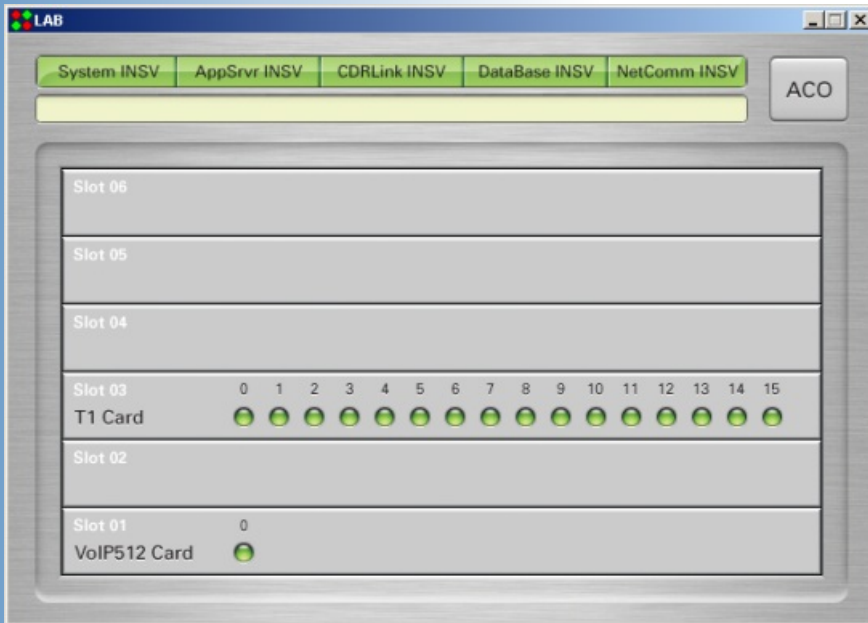 LAB
System INSV AppSrvr INSV CDRLink INSV DataBase INSV NetComm INSV
ACO
Slot 06
Slot 05
Slot 04
Slot 03 0 1 2 3 4 5 6 7 8 9 10 11 12 13 14 15
T1 Card
Slot 02
Slot 01 0
VoIP512 Card